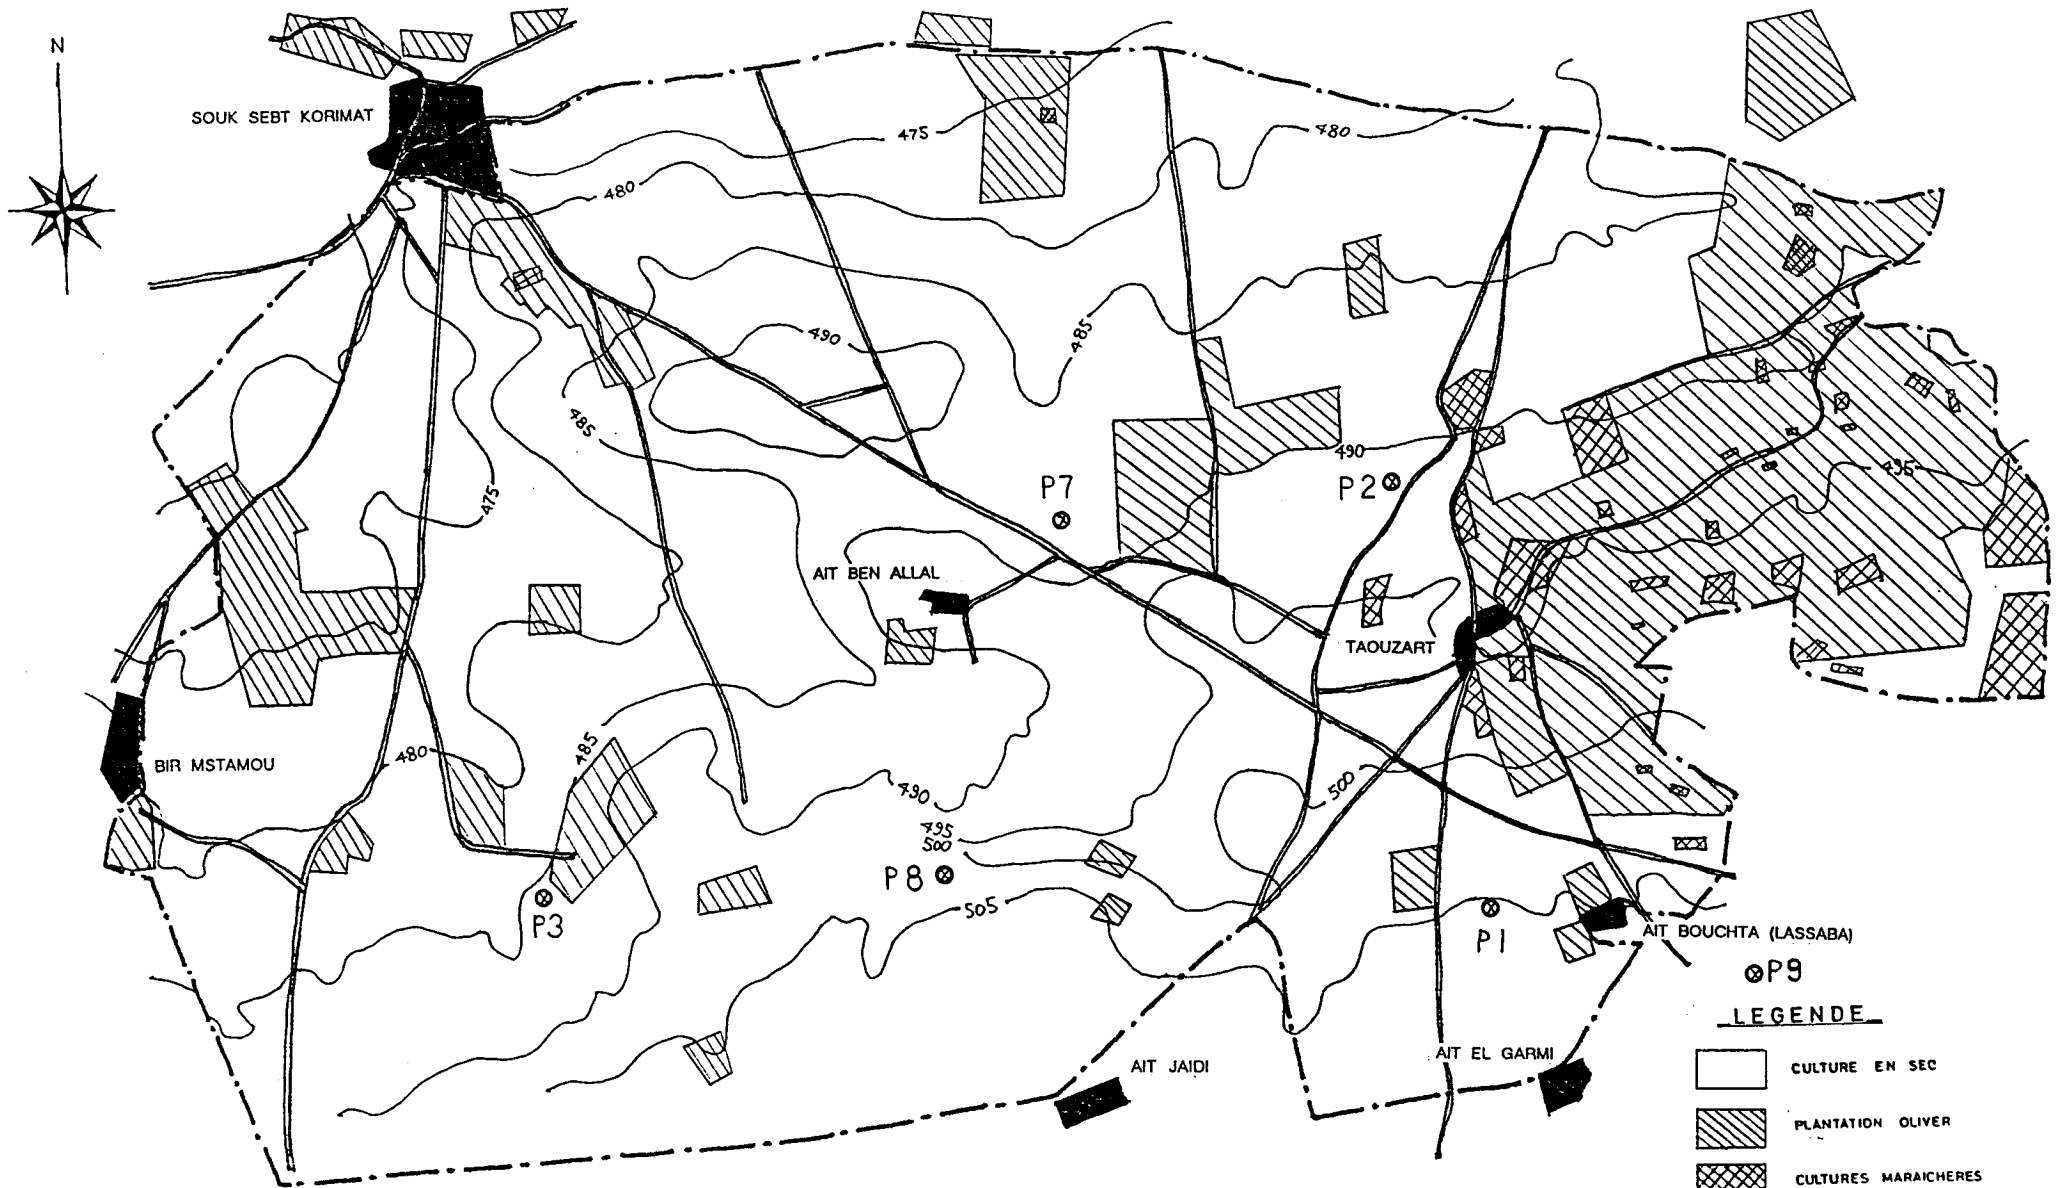 N
SOUK SEBT KORIMAT
475
480
480
490
485
485
490
495
475
P7
P2
AIT BEN ALLAL
TAOUZART
BIR MSTAMOU
480
485
490
500
495
500
P8
505
P3
P1
AIT BOUCHTA (LASSABA)
P9
LEGENDE
AIT JAIDI
AIT EL GARMI
CULTURE EN SEC
PLANTATION OLIVER
CULTURES MARAICHERES